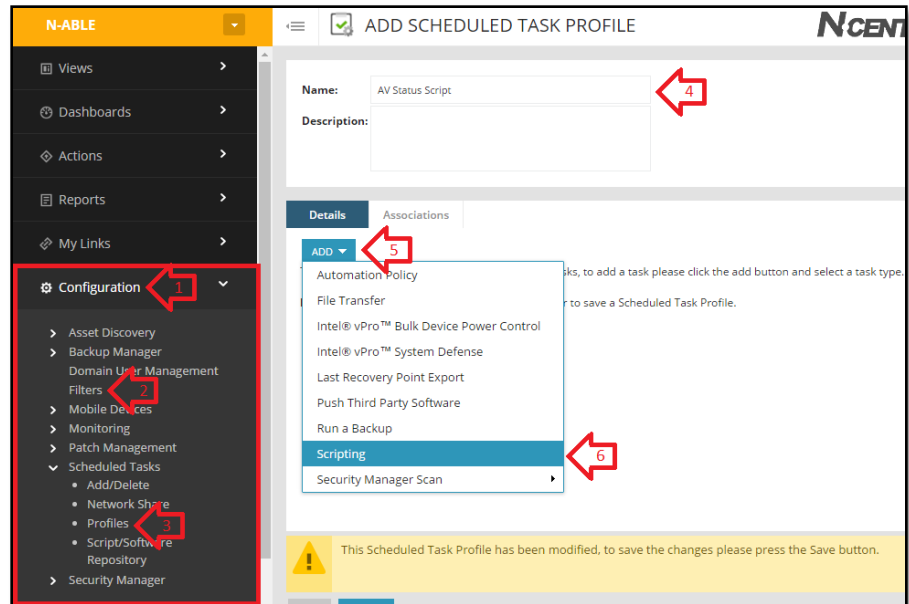 N-ABLE
ADD SCHEDULED TASK PROFILE
NCENT
Views
Dashboards
Actions
Reports
My Links
Configuration
1
Asset Discovery
Backup Manager
Domain User Management
Filters
2
Mobile Devices
Monitoring
Patch Management
Scheduled Tasks
Add/Delete
Network Share
Profiles
3
Script/Software
Repository
Security Manager
Name:
AV Status Script
4
Description:
Details
Associations
ADD
5
sks, to add a task please click the add button and select a task type.
r to save a Scheduled Task Profile.
Automation Policy
File Transfer
Intel® vPro™ Bulk Device Power Control
Intel® vPro™ System Defense
Last Recovery Point Export
Push Third Party Software
Run a Backup
Scripting
6
Security Manager Scan
This Scheduled Task Profile has been modified, to save the changes please press the Save button.